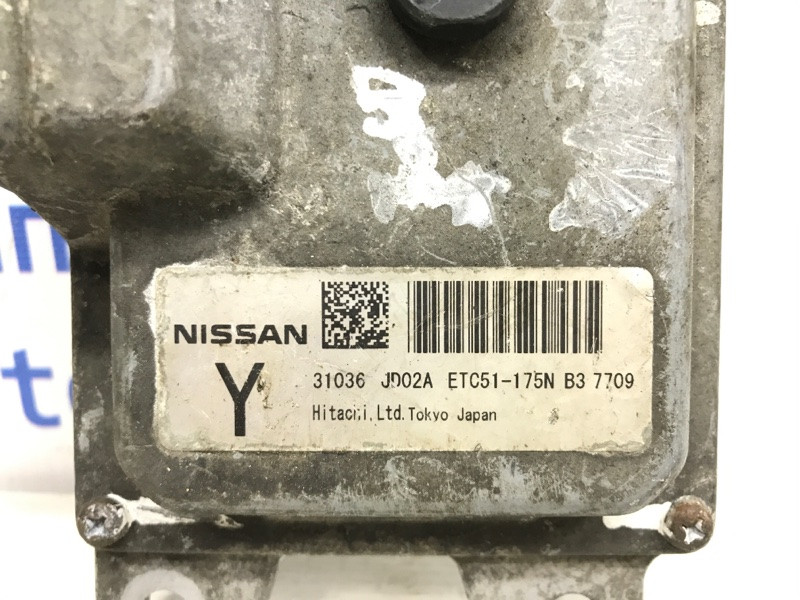 NISSAN
Y
31036 JD02A ETC51-175N B3 7709
Hitachi, Ltd. Tokyo Japan